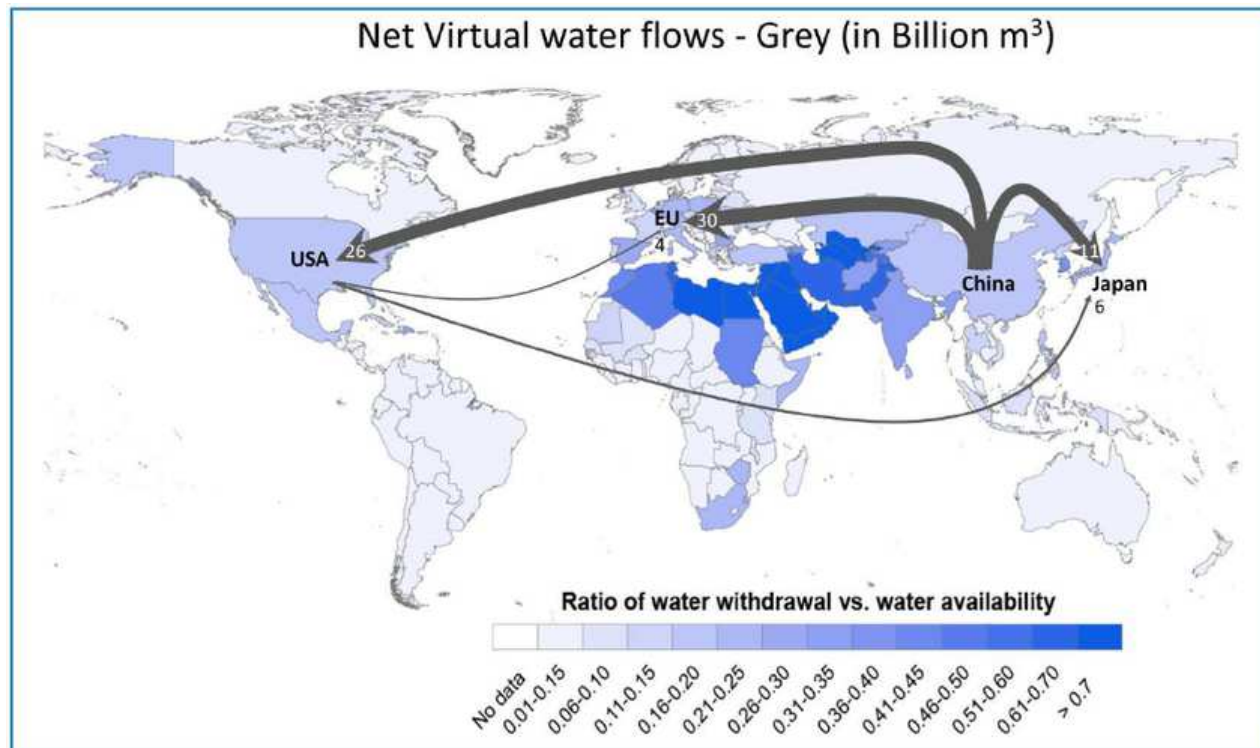 Net Virtual water flows - Grey (in Billion m³)
EU
30
4
USA
26
11
China
Japan
6
Ratio of water withdrawal vs. water availability
No data
0.01-0.15
0.06-0.10
0.11-0.15
0.16-0.20
0.21-0.25
0.26-0.30
0.31-0.35
0.36-0.40
0.41-0.45
0.46-0.50
0.51-0.60
0.61-0.70
> 0.7